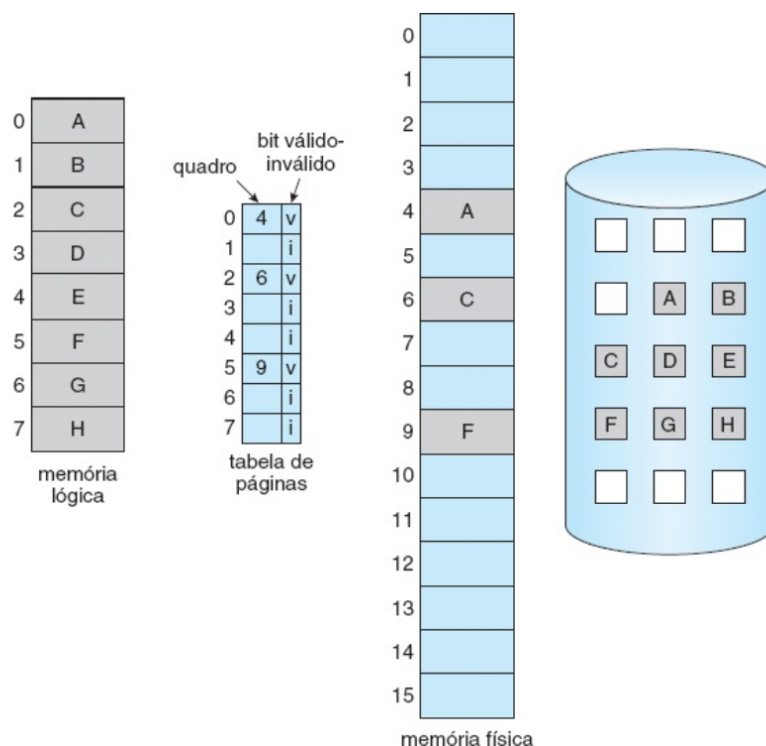 0 A
1 B
2 C
3 D
4 E
5 F
6 G
7 H
memória
lógica
quadro
bit válido-
inválido
0 4 v
1 i
2 6 v
3 i
4 i
5 9 v
6 i
7 i
tabela de
páginas
0
1
2
3
4 A
5
6 C
7
8
9 F
10
11
12
13
14
15
memória física
A B
C D E
F G H